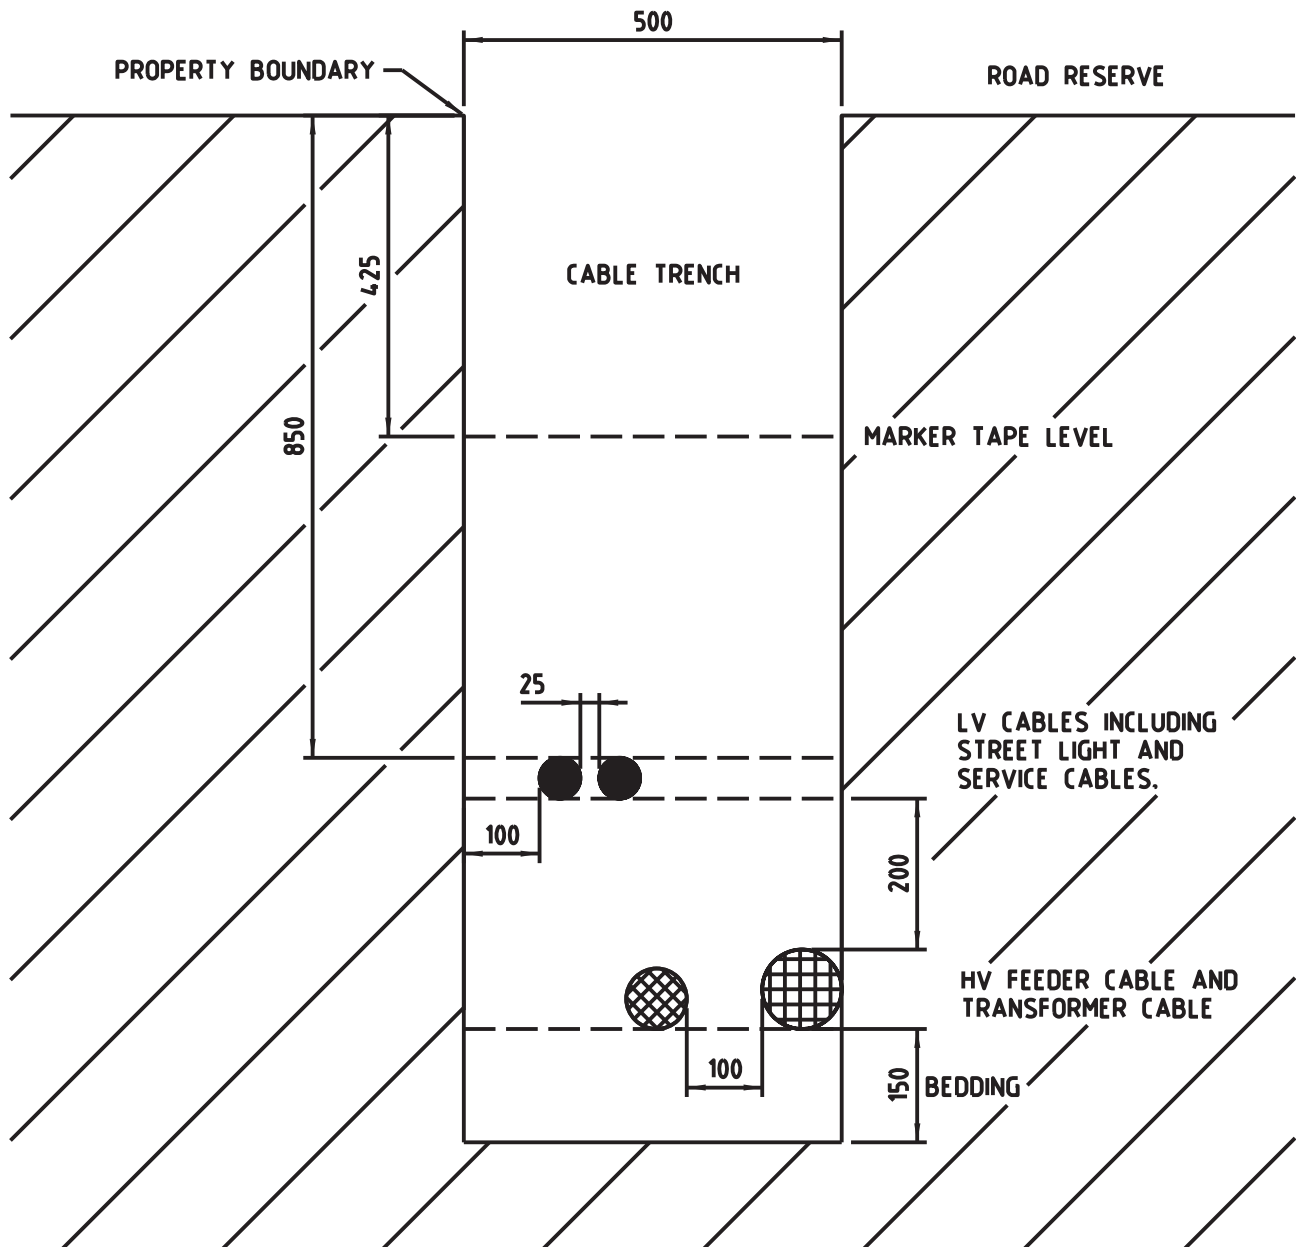 500
PROPERTY BOUNDARY
ROAD RESERVE
425
CABLE TRENCH
850
MARKER TAPE LEVEL
25
LV CABLES INCLUDING
STREET LIGHT AND
SERVICE CABLES.
100
200
HV FEEDER CABLE AND
TRANSFORMER CABLE
100
150
BEDDING